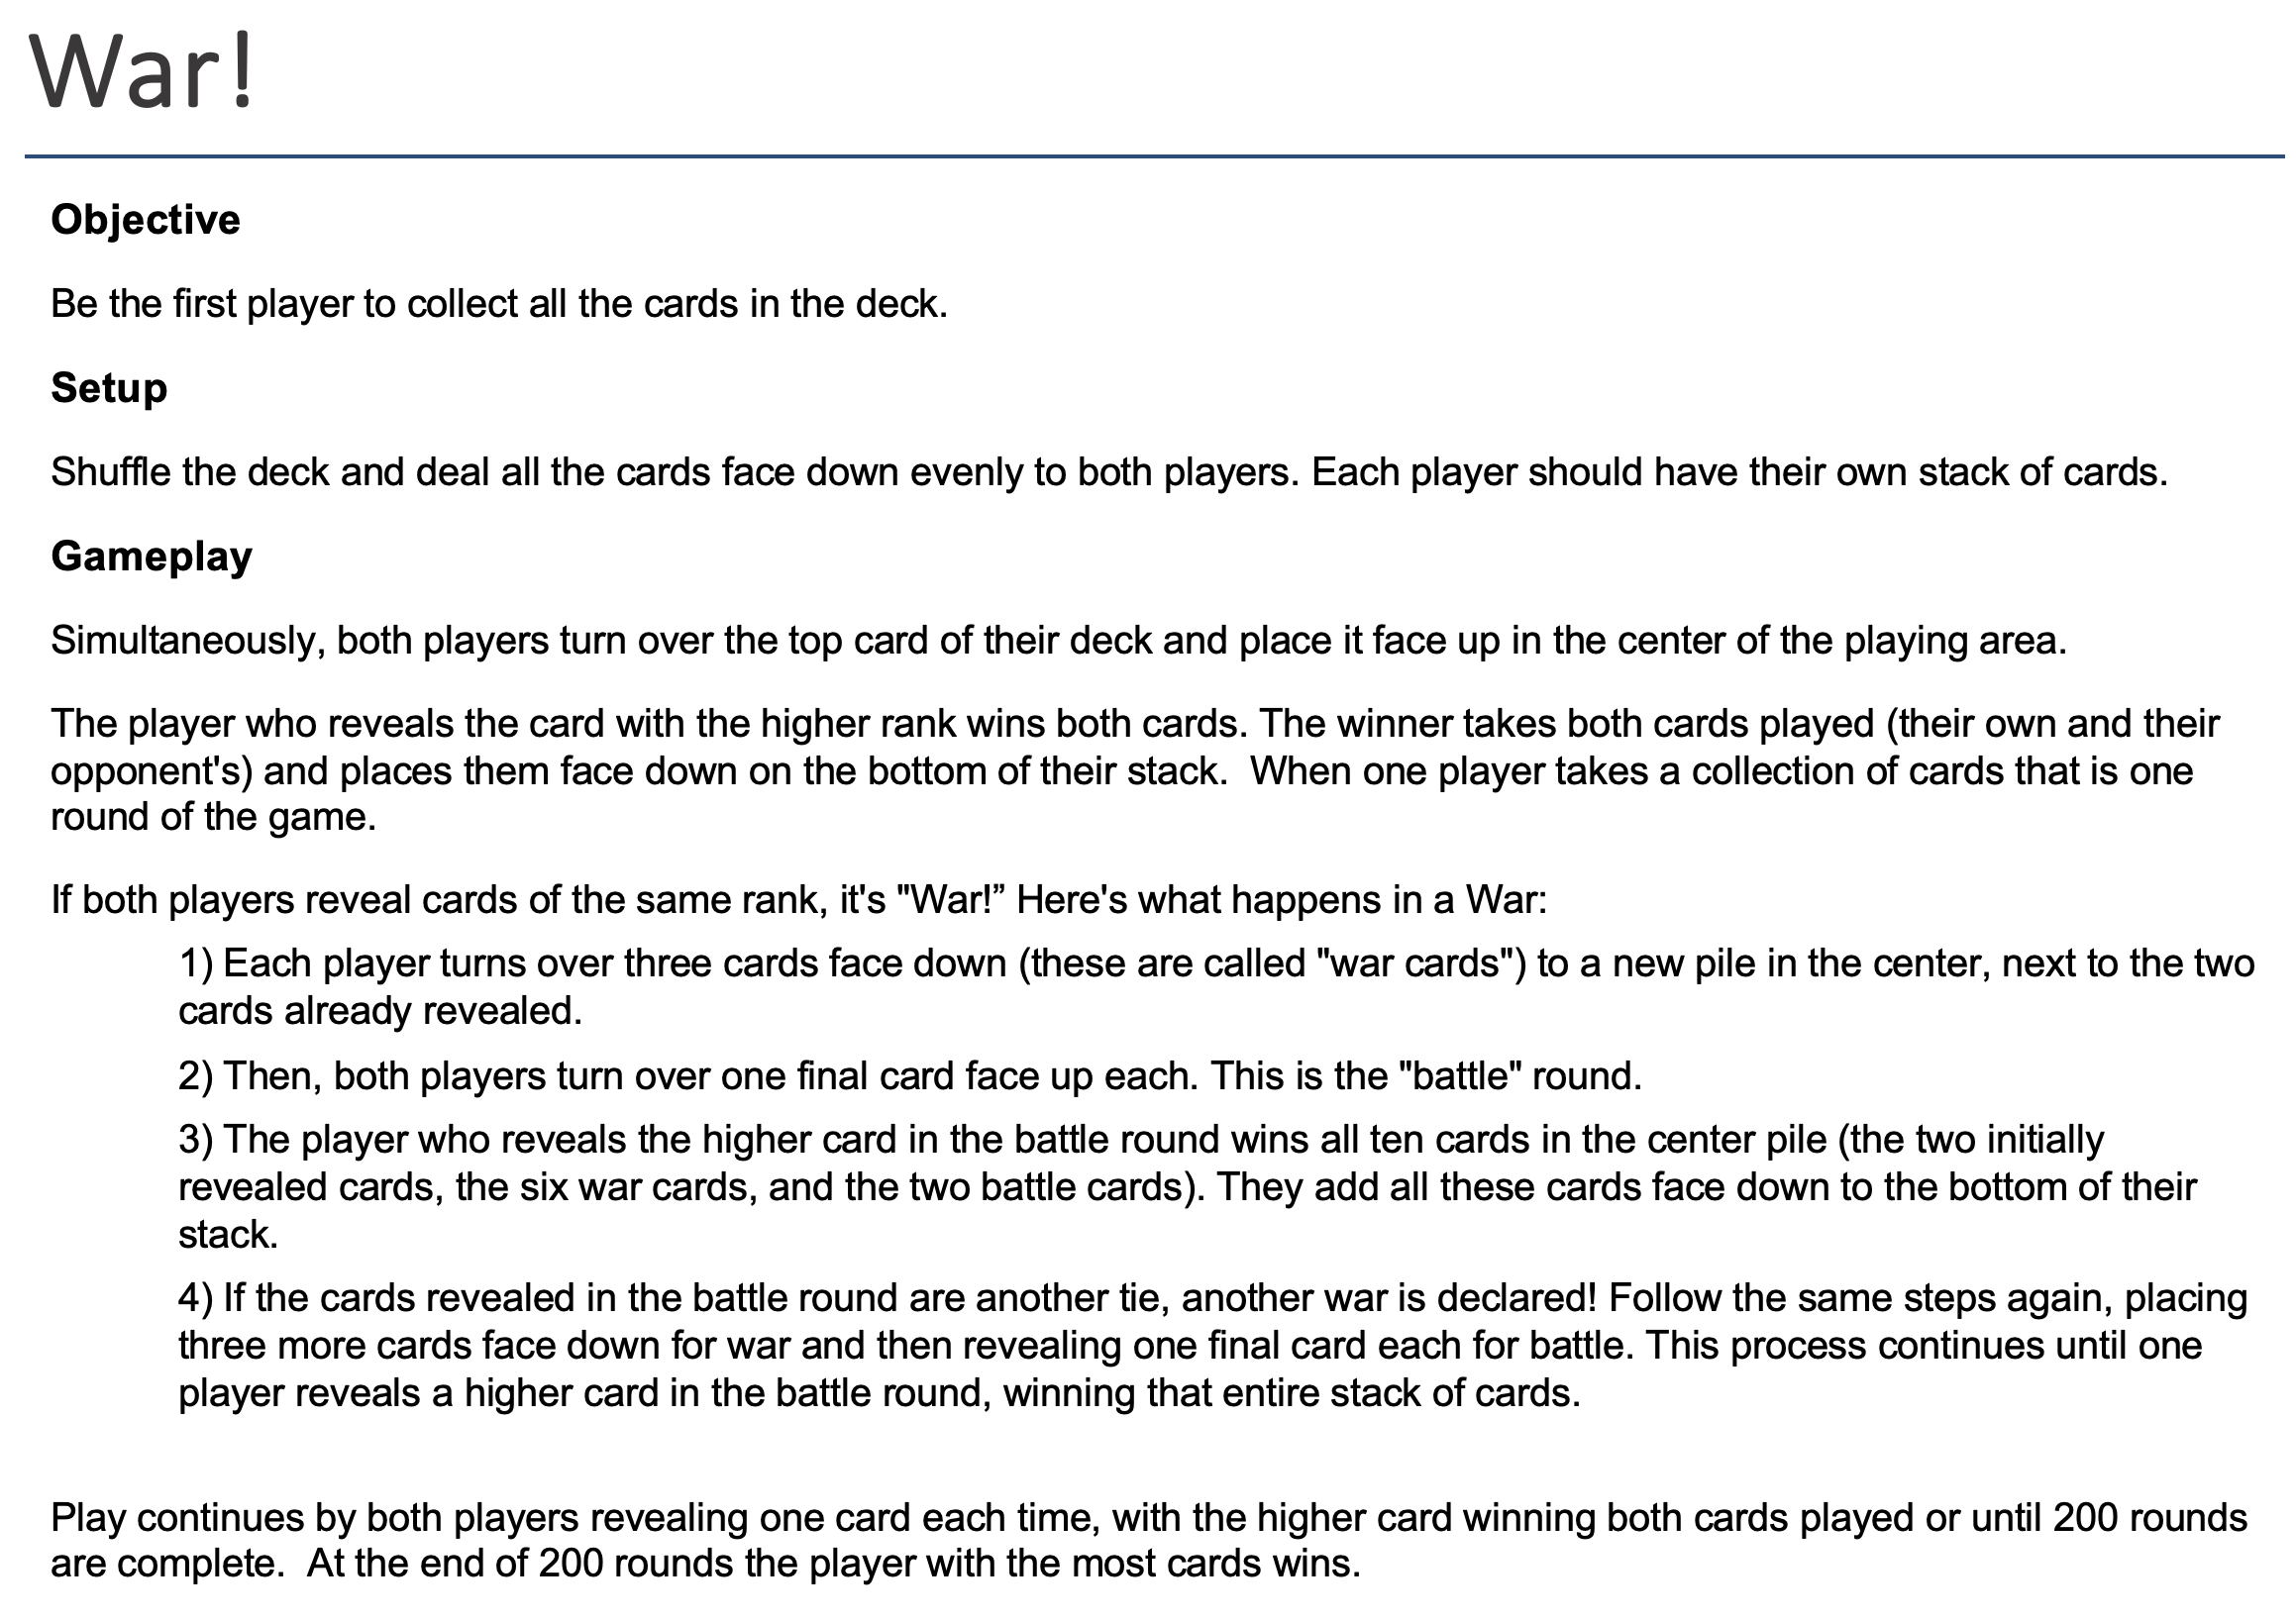 War!
Objective
Be the first player to collect all the cards in the deck.
Setup
Shuffle the deck and deal all the cards face down evenly to both players. Each player should have their own stack of cards.
Gameplay
Simultaneously, both players turn over the top card of their deck and place it face up in the center of the playing area.
The player who reveals the card with the higher rank wins both cards. The winner takes both cards played (their own and their
opponent's) and places them face down on the bottom of their stack.  When one player takes a collection of cards that is one
round of the game.
If both players reveal cards of the same rank, it's "War!” Here's what happens in a War:
1) Each player turns over three cards face down (these are called "war cards") to a new pile in the center, next to the two
cards already revealed.
2) Then, both players turn over one final card face up each. This is the "battle" round.
3) The player who reveals the higher card in the battle round wins all ten cards in the center pile (the two initially
revealed cards, the six war cards, and the two battle cards). They add all these cards face down to the bottom of their
stack.
4) If the cards revealed in the battle round are another tie, another war is declared! Follow the same steps again, placing
three more cards face down for war and then revealing one final card each for battle. This process continues until one
player reveals a higher card in the battle round, winning that entire stack of cards.
Play continues by both players revealing one card each time, with the higher card winning both cards played or until 200 rounds
are complete.  At the end of 200 rounds the player with the most cards wins.